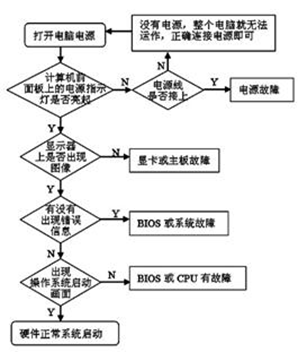 打开电脑电源
没有电源，整个电脑就无法
运作，正确连接电源即可
计算机前
面板上的电源指示
灯是否亮起
N
电源线
是否接上
N
Y
电源故障
Y
显示器
上是否出现
图像
N
显卡或主板故障
Y
有没有
出现错误
信息
Y
BIOS 或系统故障
N
出现
操作系统启动
画面
N
BIOS 或 CPU 有故障
Y
硬件正常系统启动